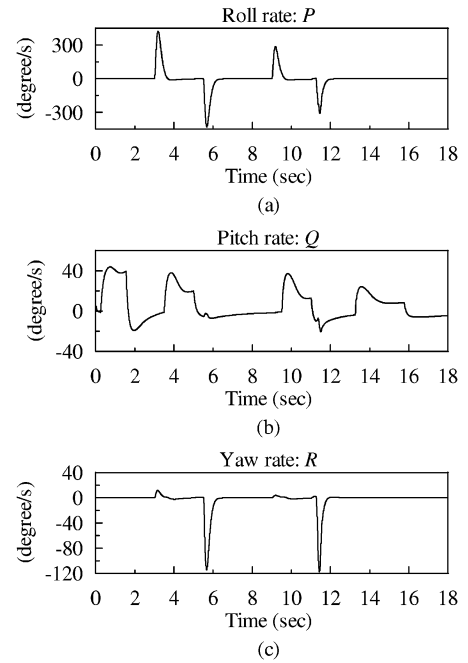 Roll rate: P
300
0
-300
(degree/s)
0 2 4 6 8 10 12 14 16 18
Time (sec)
(a)
Pitch rate: Q
40
0
-40
(degree/s)
0 2 4 6 8 10 12 14 16 18
Time (sec)
(b)
Yaw rate: R
40
0
-40
-80
-120
(degree/s)
0 2 4 6 8 10 12 14 16 18
Time (sec)
(c)